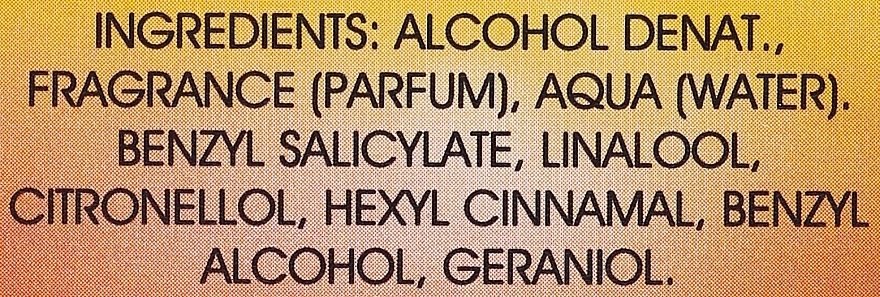 INGREDIENTS: ALCOHOL DENAT.,
FRAGRANCE (PARFUM), AQUA (WATER).
BENZYL SALICYLATE, LINALOOL,
CITRONELLOL, HEXYL CINNAMAL, BENZYL
ALCOHOL, GERANIOL.